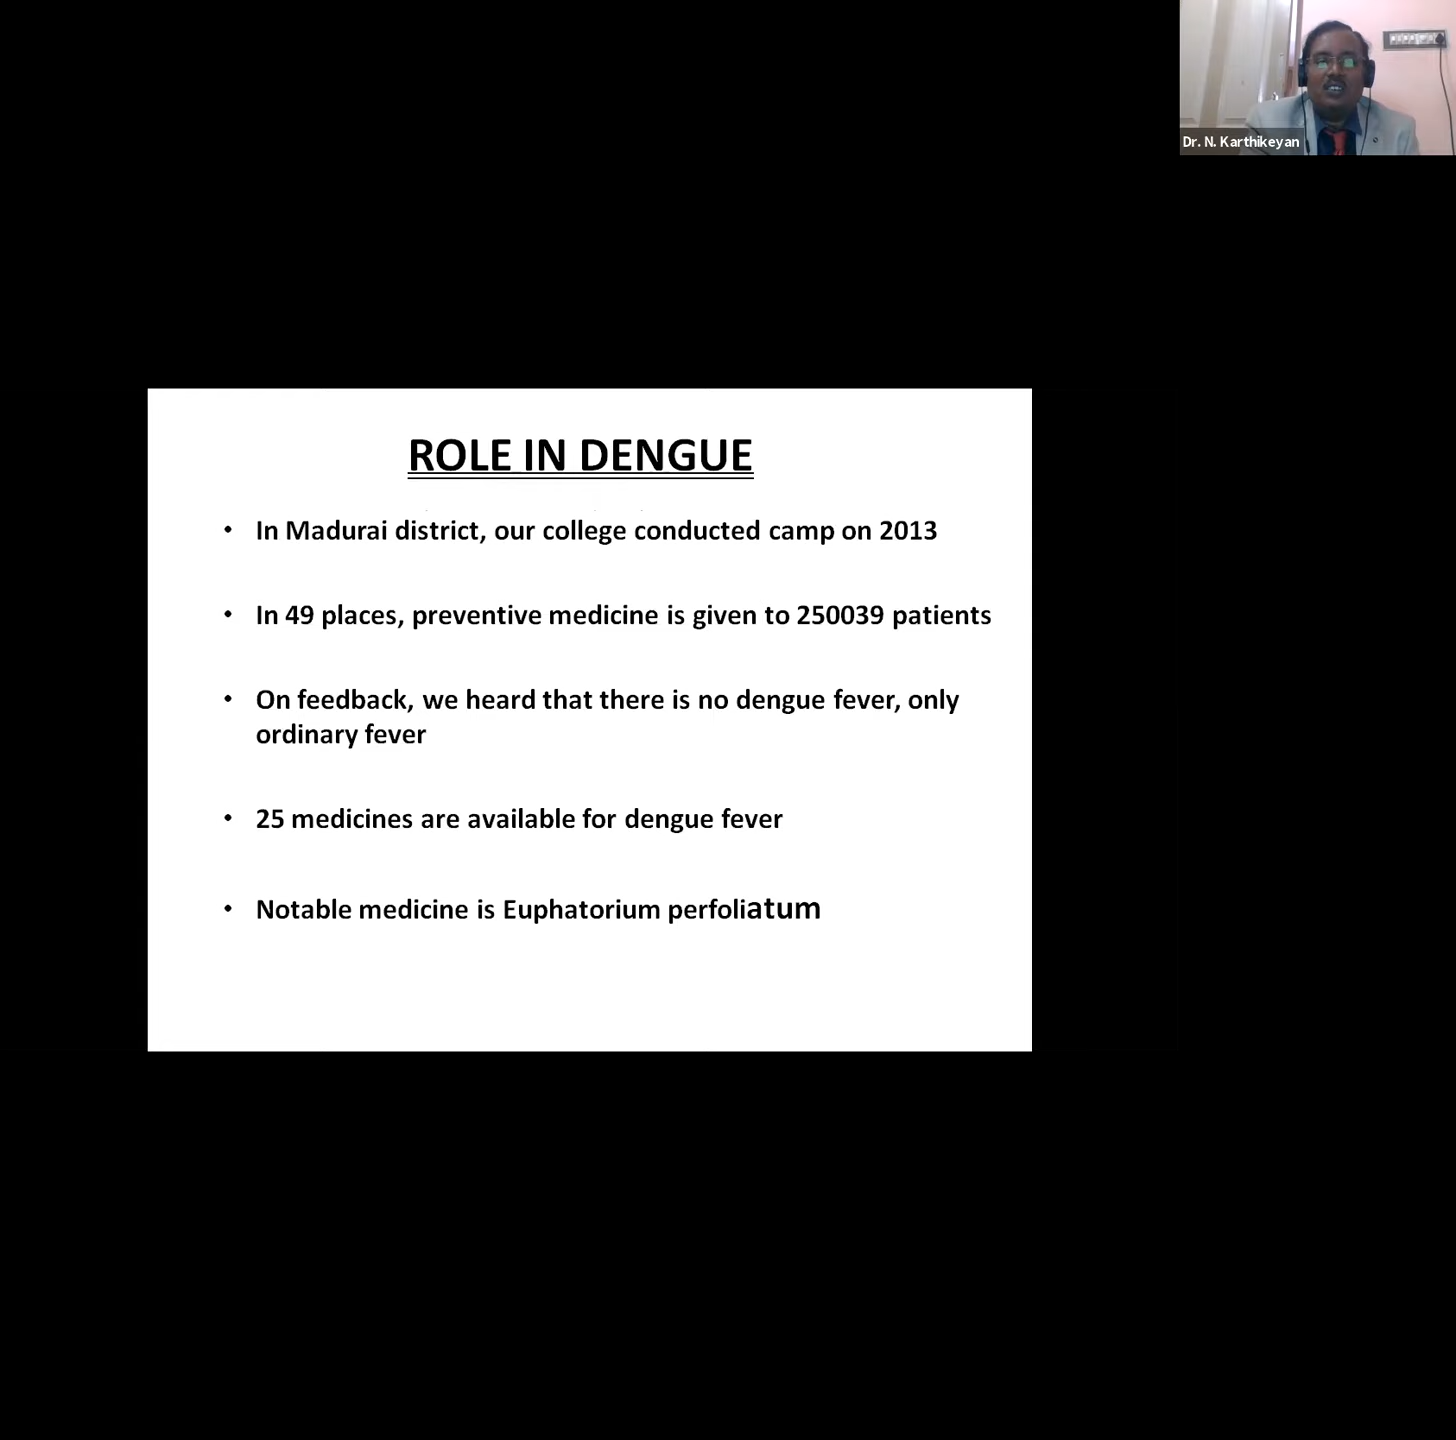 Dr. N. Karthikeyan
ROLE IN DENGUE
• In Madurai district, our college conducted camp on 2013
• In 49 places, preventive medicine is given to 250039 patients
• On feedback, we heard that there is no dengue fever, only
ordinary fever
• 25 medicines are available for dengue fever
• Notable medicine is Euphatorium perfoliatum